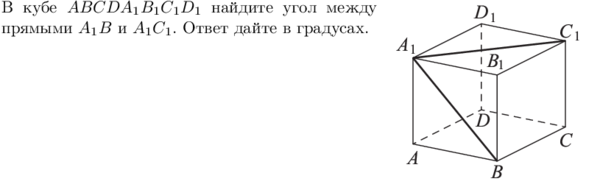 В кубе ABCDA₁B₁C₁D₁ найдите угол между
прямыми A₁B и A₁C₁. Ответ дайте в градусах.
D₁
C₁
A₁
B₁
D
C
A
B